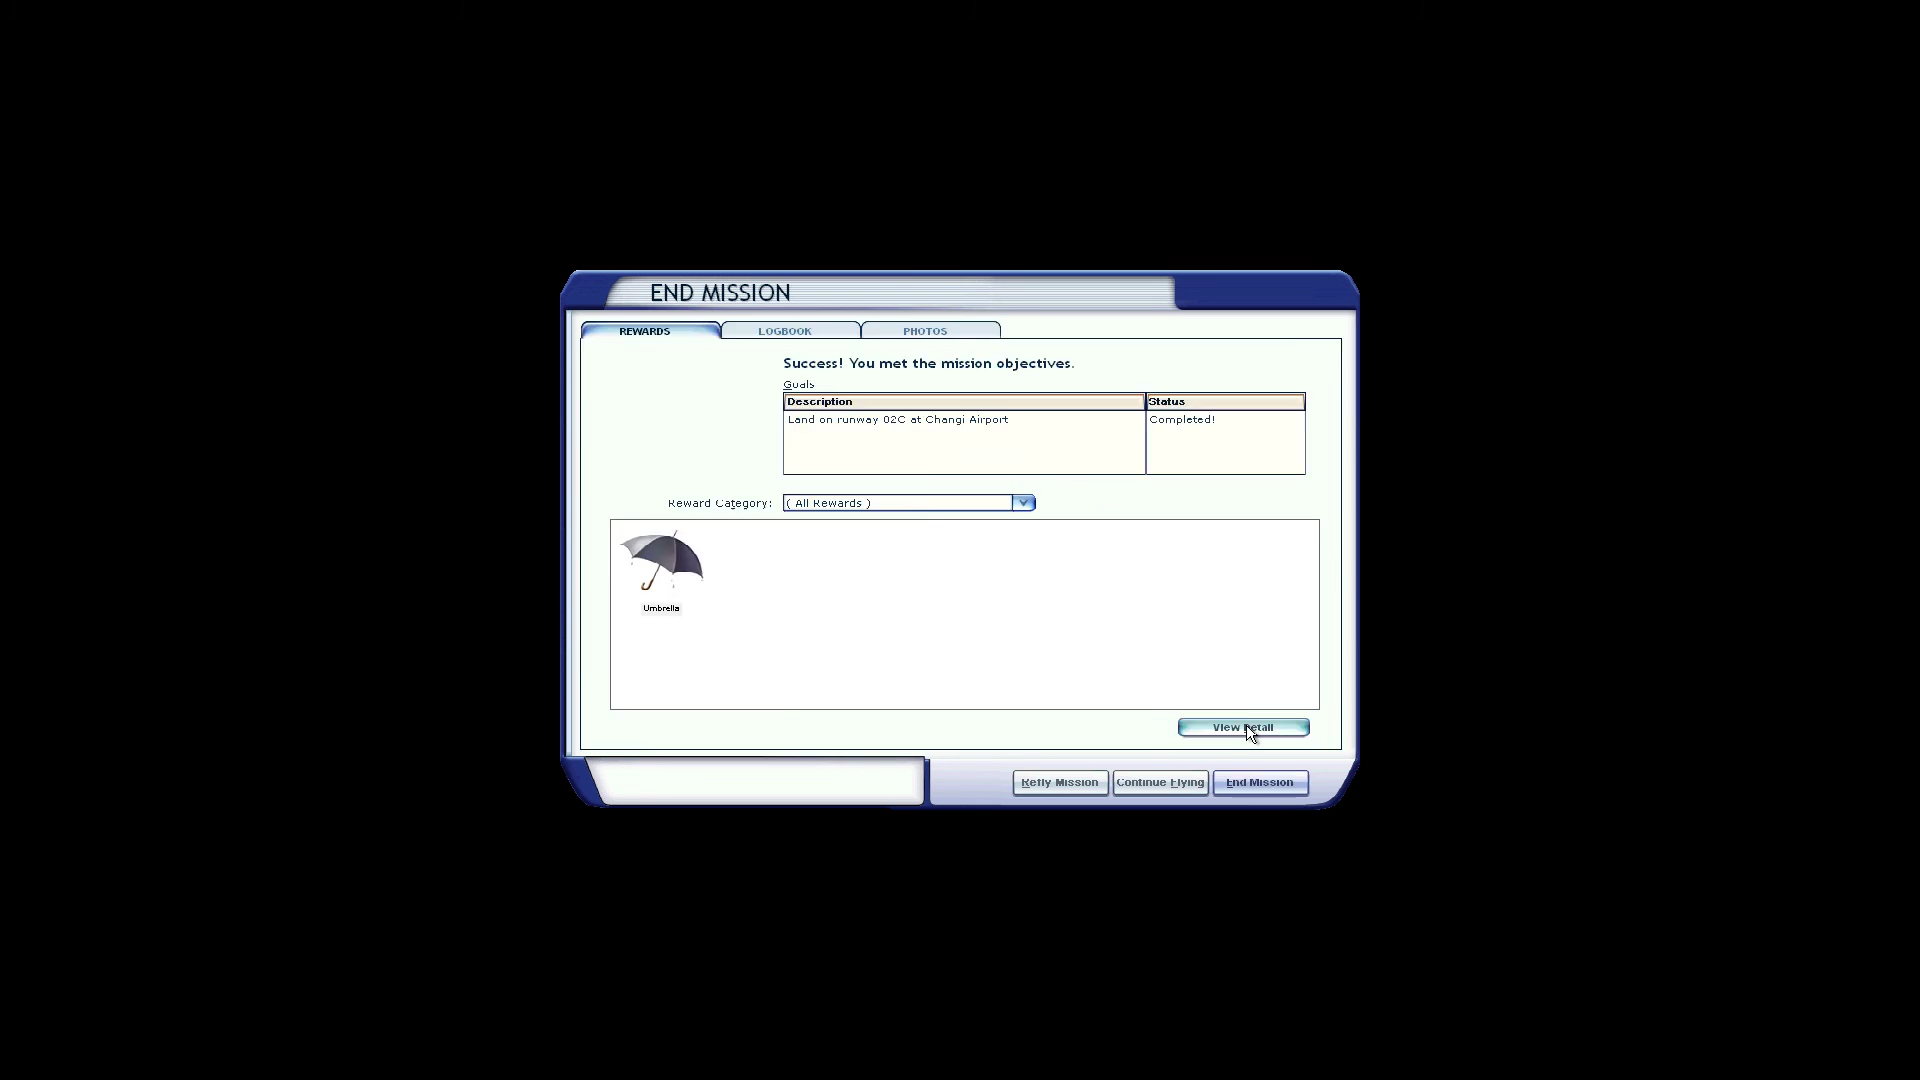 END MISSION
REWARDS LOGBOOK PHOTOS
Success! You met the mission objectives.
Goals
Description Status
Land on runway 02C at Changi Airport Completed!
Reward Category: ( All Rewards )
Umbrella
View Detail
Refly Mission Continue Flying End Mission